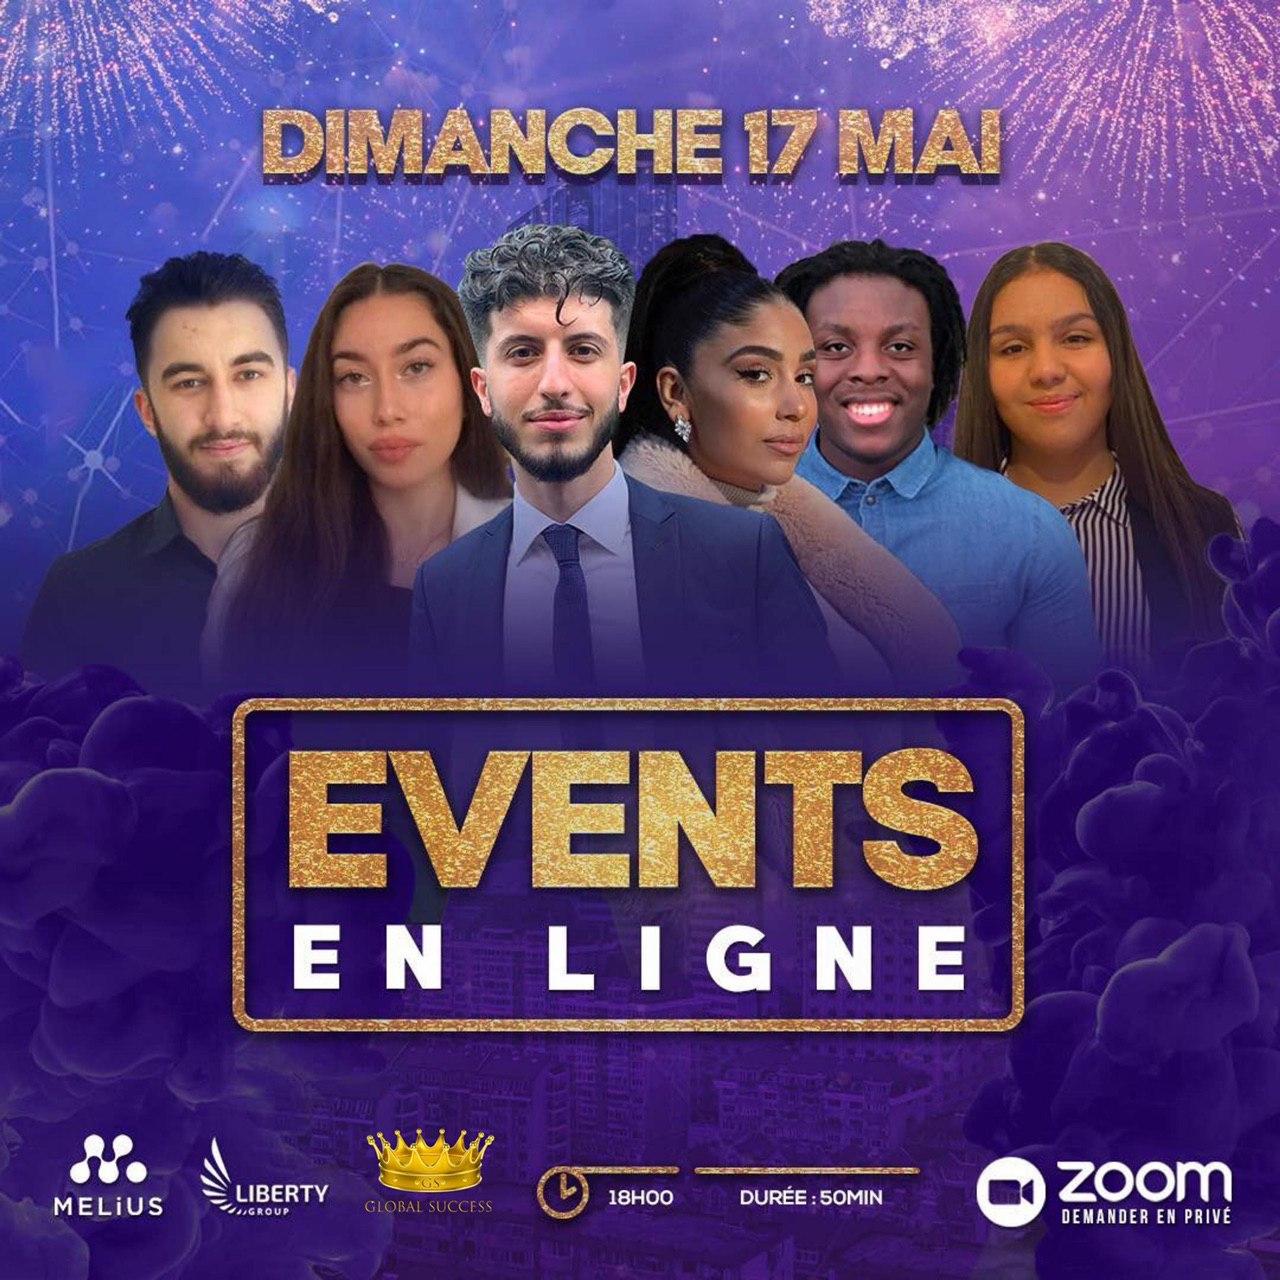 DIMANCHE 17 MAI
EVENTS
EN LIGNE
MELiUS
LIBERTY
GROUP
GS
GLOBAL SUCCESS
18H00
DURÉE : 50MIN
zoom
DEMANDER EN PRIVÉ